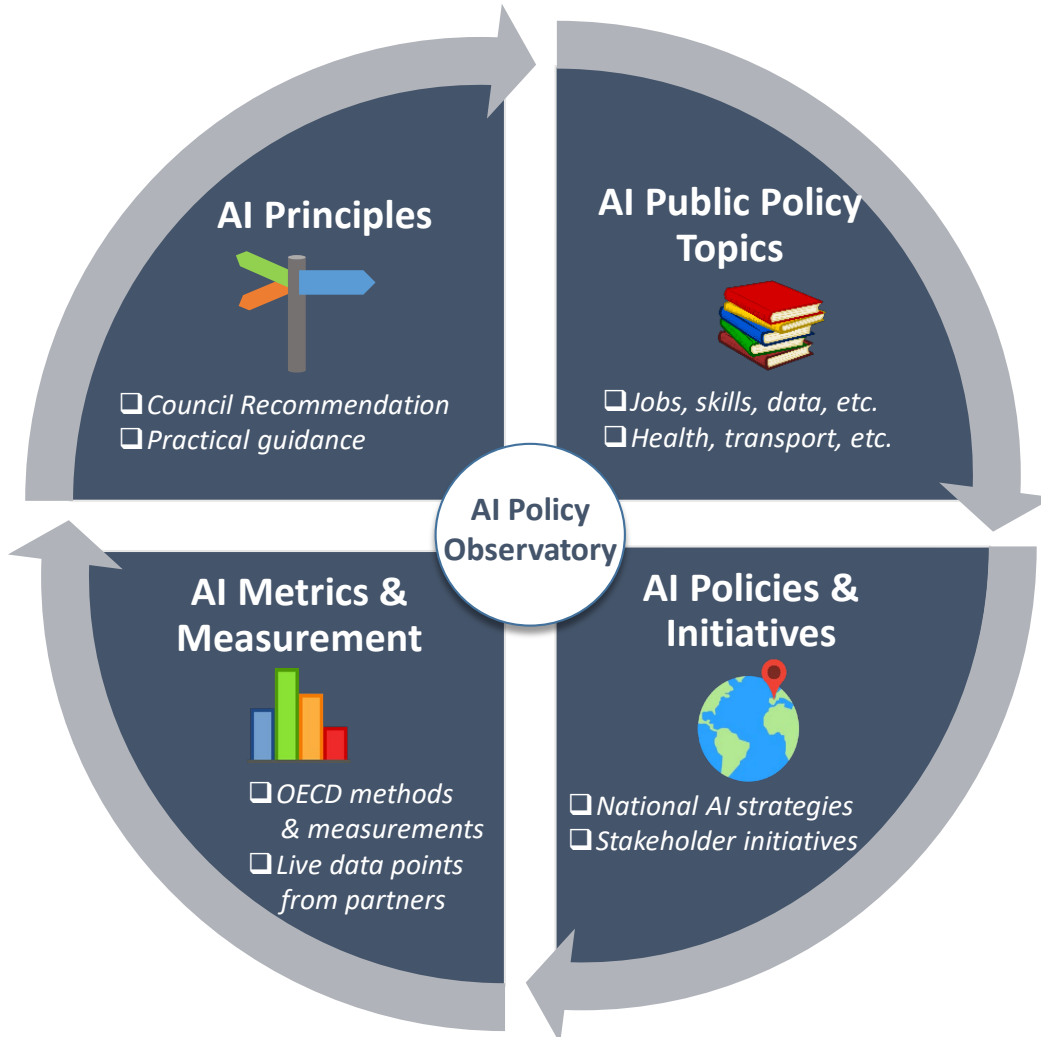 AI Principles
❑ Council Recommendation
❑ Practical guidance
AI Public Policy
Topics
❑ Jobs, skills, data, etc.
❑ Health, transport, etc.
AI Policy
Observatory
AI Metrics &
Measurement
❑ OECD methods
& measurements
❑ Live data points
from partners
AI Policies &
Initiatives
❑ National AI strategies
❑ Stakeholder initiatives